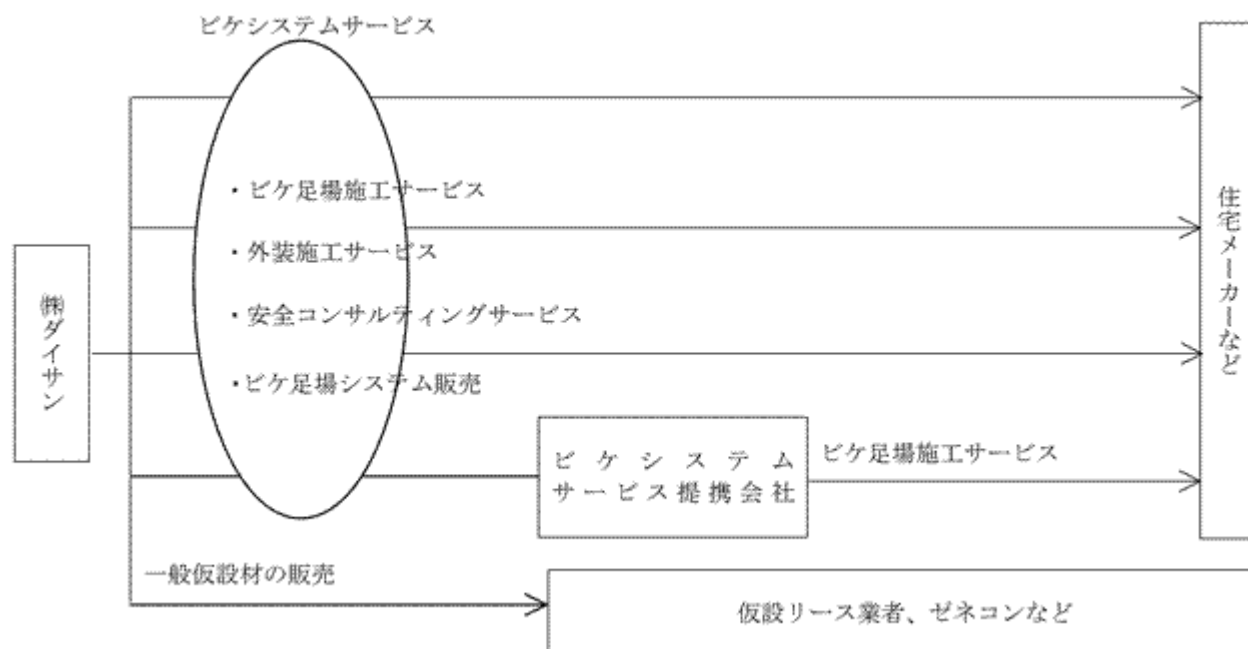 ビケシステムサービス
・ビケ足場施工サービス
・外装施工サービス
・安全コンサルティングサービス
・ビケ足場システム販売
㈱ダイサン
ビケシステム
サービス提携会社
ビケ足場施工サービス
住宅メーカーなど
一般仮設材の販売
仮設リース業者、ゼネコンなど